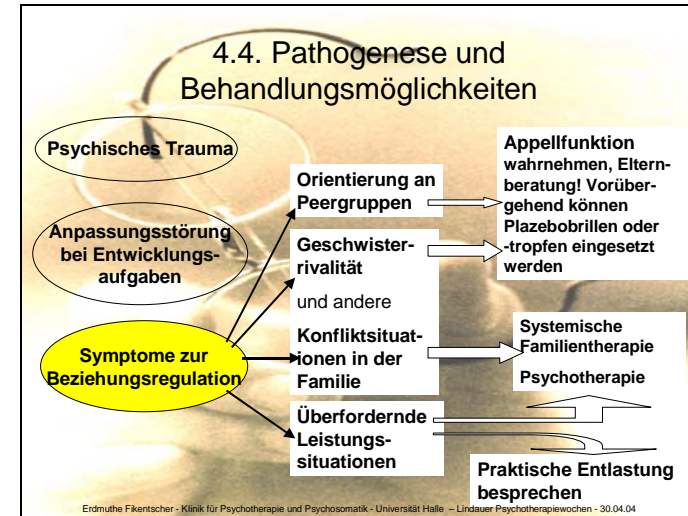 4.4. Pathogenese und
Behandlungsmöglichkeiten
Psychisches Trauma
Anpassungsstörung
bei Entwicklungs-
aufgaben
Symptome zur
Beziehungsregulation
Orientierung an
Peergruppen
Geschwister-
rivalität
und andere
Konfliktsituat-
ionen in der
Familie
Überfordernde
Leistungs-
situationen
Appellfunktion
wahrnehmen, Eltern-
beratung! Vorüber-
gehend können
Plazebobrillen oder
-tropfen eingesetzt
werden
Systemische
Familientherapie
Psychotherapie
Praktische Entlastung
besprechen
Erdmuthe Fikentscher - Klinik für Psychotherapie und Psychosomatik - Universität Halle – Lindauer Psychotherapiewochen - 30.04.04